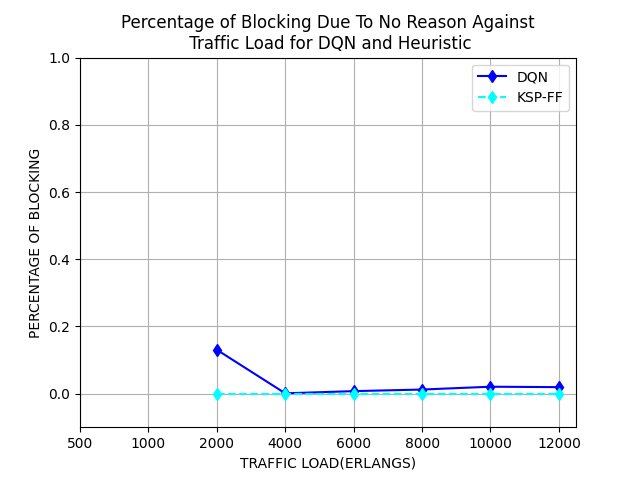 Percentage of Blocking Due To No Reason Against
Traffic Load for DQN and Heuristic
DQN
KSP-FF
PERCENTAGE OF BLOCKING
1.0
0.8
0.6
0.4
0.2
0.0
500 1000 2000 4000 6000 8000 10000 12000
TRAFFIC LOAD(ERLANGS)